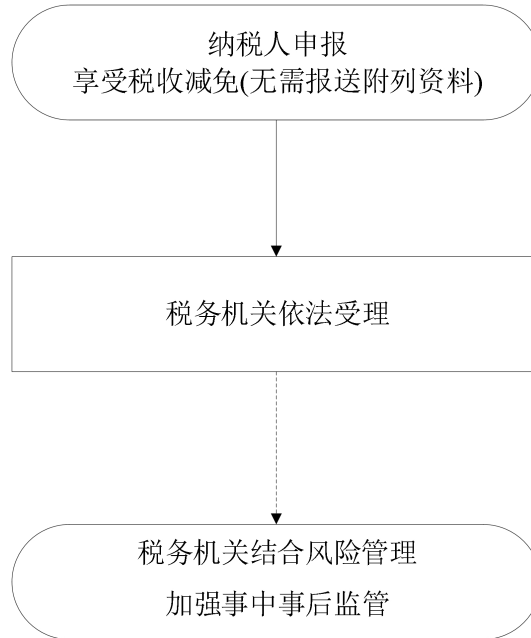 纳税人申报
享受税收减免(无需报送附列资料)
税务机关依法受理
税务机关结合风险管理
加强事中事后监管